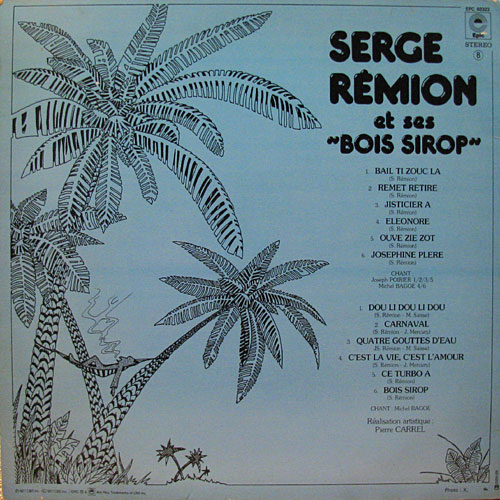 SERGE
RÉMION
et ses
"BOIS SIROP"
Epic
STEREO
8
1. BAIL TI ZOUC LA
(S. Rémion)
2. REMET RETIRE
(S. Rémion)
3. JISTICIER A
(S. Rémion)
4. ELEONORE
(S. Rémion)
5. OUVE ZIE ZOT
(S. Rémion)
6. JOSEPHINE PLERE
(S. Rémion)
CHANT
Joseph POIRIER 1/2/3/5
Michel BAGOE 4/6
1. DOU LI DOU LI DOU
(S. Rémion - M. Sanse)
2. CARNAVAL
(S. Rémion - J. Mercury)
3. QUATRE GOUTTES D'EAU
(S. Rémion - M. Sanse)
4. C'EST LA VIE, C'EST L'AMOUR
(S. Rémion - J. Mercury)
5. CE TURBO A
(S. Rémion)
6. BOIS SIROP
(S. Rémion)
CHANT : Michel BAGOE
Réalisation artistique :
Pierre CARREL